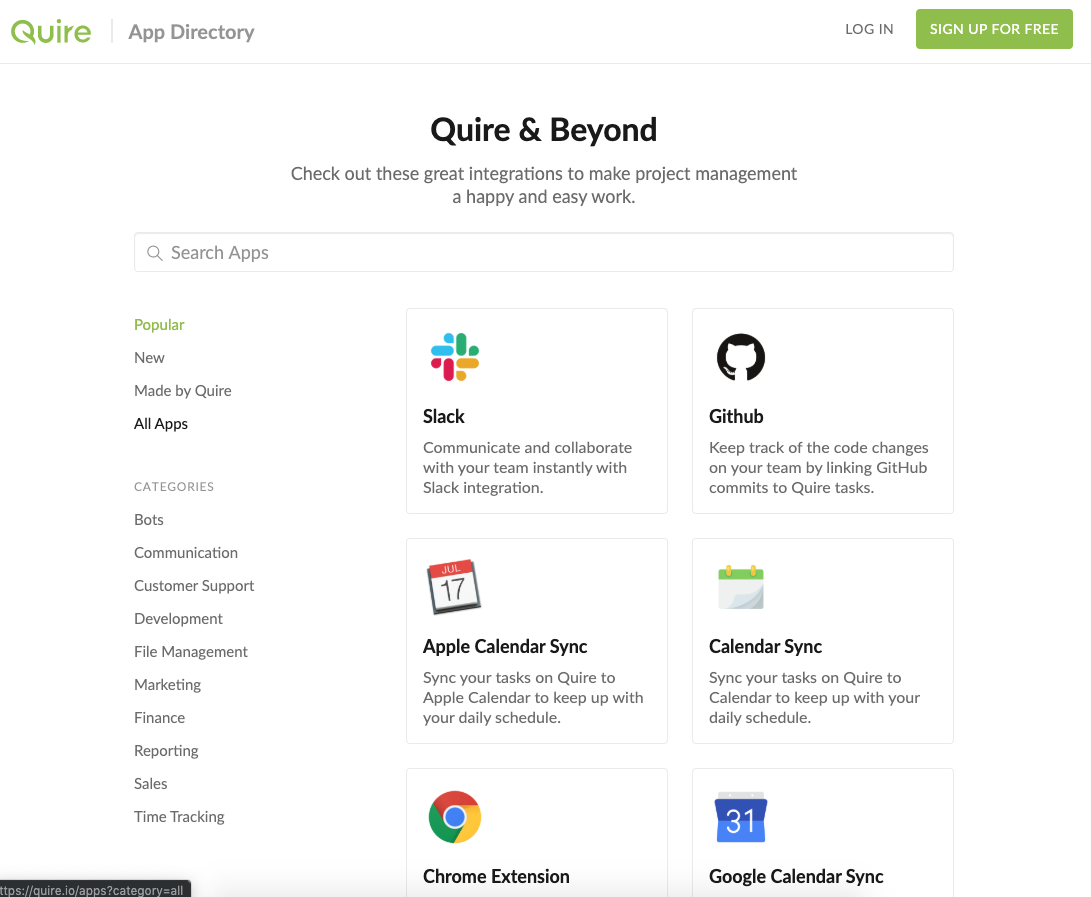 Quire
App Directory
LOG IN
SIGN UP FOR FREE
Quire & Beyond
Check out these great integrations to make project management
a happy and easy work.
Search Apps
Popular
New
Made by Quire
All Apps
CATEGORIES
Bots
Communication
Customer Support
Development
File Management
Marketing
Finance
Reporting
Sales
Time Tracking
Slack
Communicate and collaborate
with your team instantly with
Slack integration.
Github
Keep track of the code changes
on your team by linking GitHub
commits to Quire tasks.
JUL
17
Apple Calendar Sync
Sync your tasks on Quire to
Apple Calendar to keep up with
your daily schedule.
Calendar Sync
Sync your tasks on Quire to
Calendar to keep up with your
daily schedule.
Chrome Extension
31
Google Calendar Sync
ttps://quire.io/apps?category=all